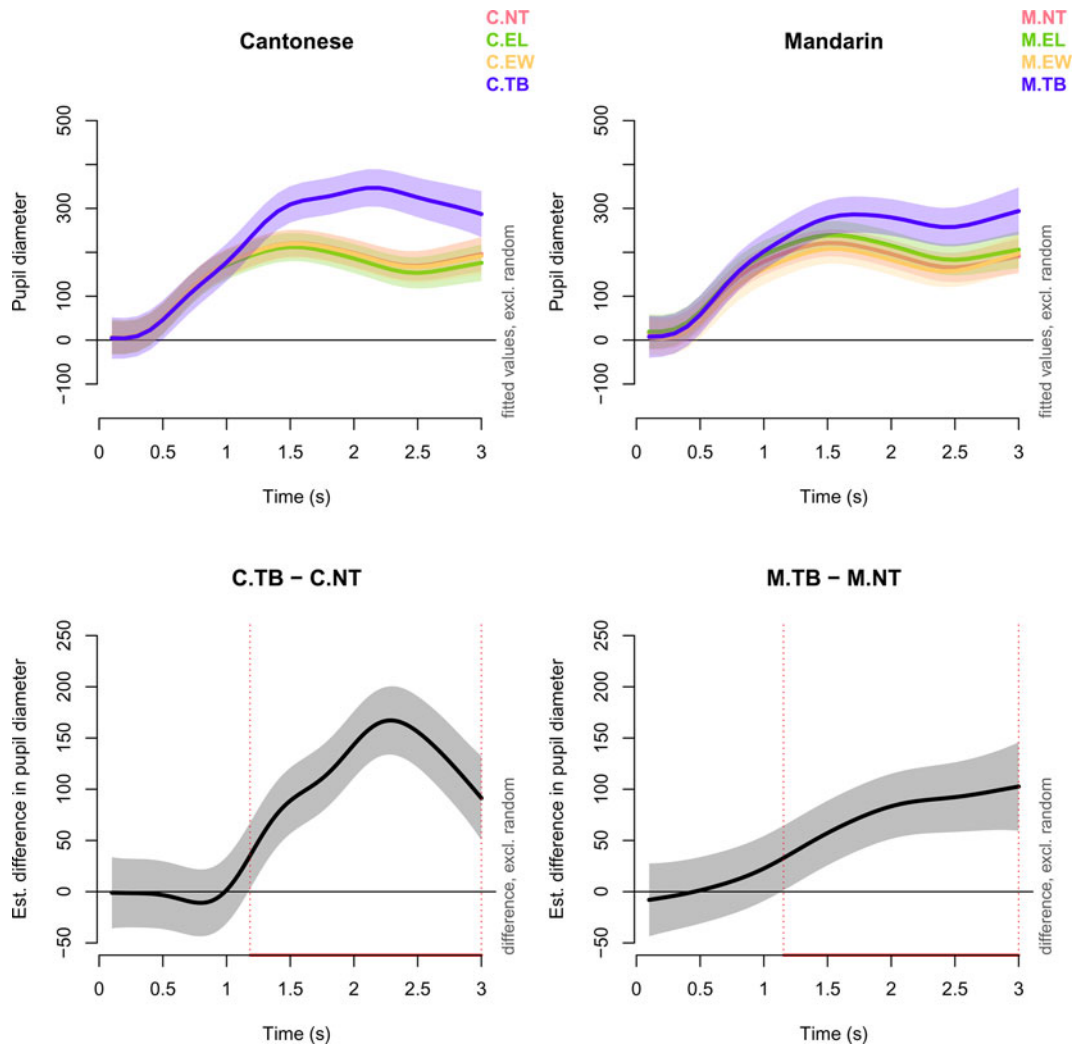 Cantonese
C.NT
C.EL
C.EW
C.TB
500
300
100
0
−100
Pupil diameter
0 0.5 1 1.5 2 2.5 3
Time (s)
fitted values, excl. random
Mandarin
M.NT
M.EL
M.EW
M.TB
500
300
100
0
−100
Pupil diameter
0 0.5 1 1.5 2 2.5 3
Time (s)
fitted values, excl. random
C.TB − C.NT
250
200
150
100
50
0
−50
Est. difference in pupil diameter
0 0.5 1 1.5 2 2.5 3
Time (s)
difference, excl. random
M.TB − M.NT
250
200
150
100
50
0
−50
Est. difference in pupil diameter
0 0.5 1 1.5 2 2.5 3
Time (s)
difference, excl. random